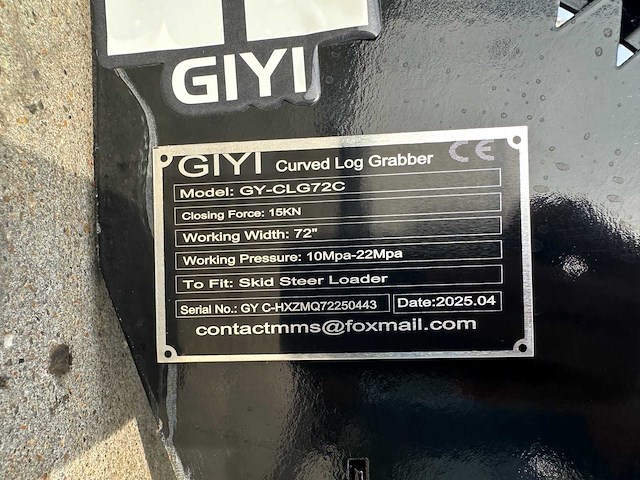 GIYI
GIYI Curved Log Grabber CE
Model: GY-CLG72C
Closing Force: 15KN
Working Width: 72"
Working Pressure: 10Mpa-22Mpa
To Fit: Skid Steer Loader
Serial No.: GY C-HXZMQ72250443 Date:2025.04
contactmms@foxmail.com